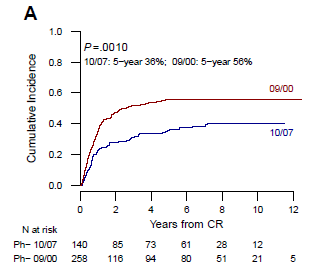 A
P=.0010
10/07: 5-year 36%; 09/00: 5-year 56%
Cumulative Incidence
1.0
0.8
0.6
0.4
0.2
0.0
09/00
10/07
0 2 4 6 8 10 12
Years from CR
N at risk
Ph− 10/07 140 85 73 61 28 12
Ph− 09/00 258 116 94 80 51 21 5